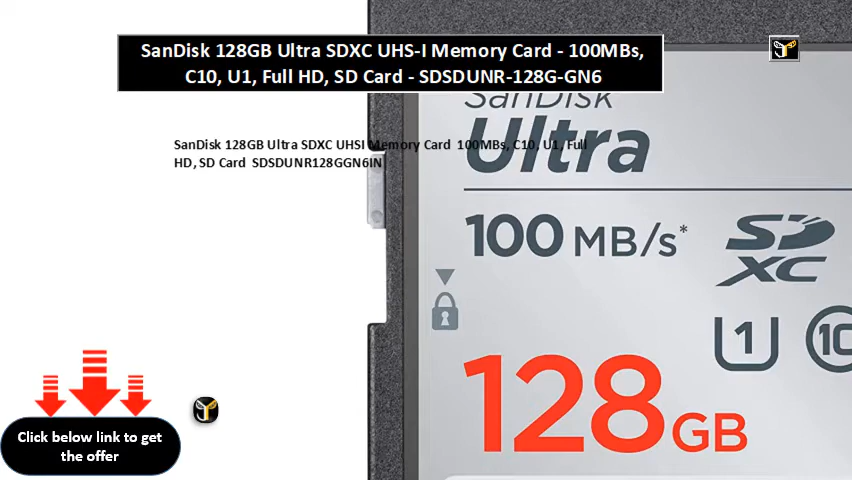 SanDisk 128GB Ultra SDXC UHS-I Memory Card - 100MBs,
C10, U1, Full HD, SD Card - SDSDUNR-128G-GN6
SanDisk
Ultra
SanDisk 128GB Ultra SDXC UHSI Memory Card 100MBs, C10, U1, Full
HD, SD Card SDSDUNR128GGN6IN
100 MB/s*
SD
XC
1
10
128GB
Click below link to get
the offer